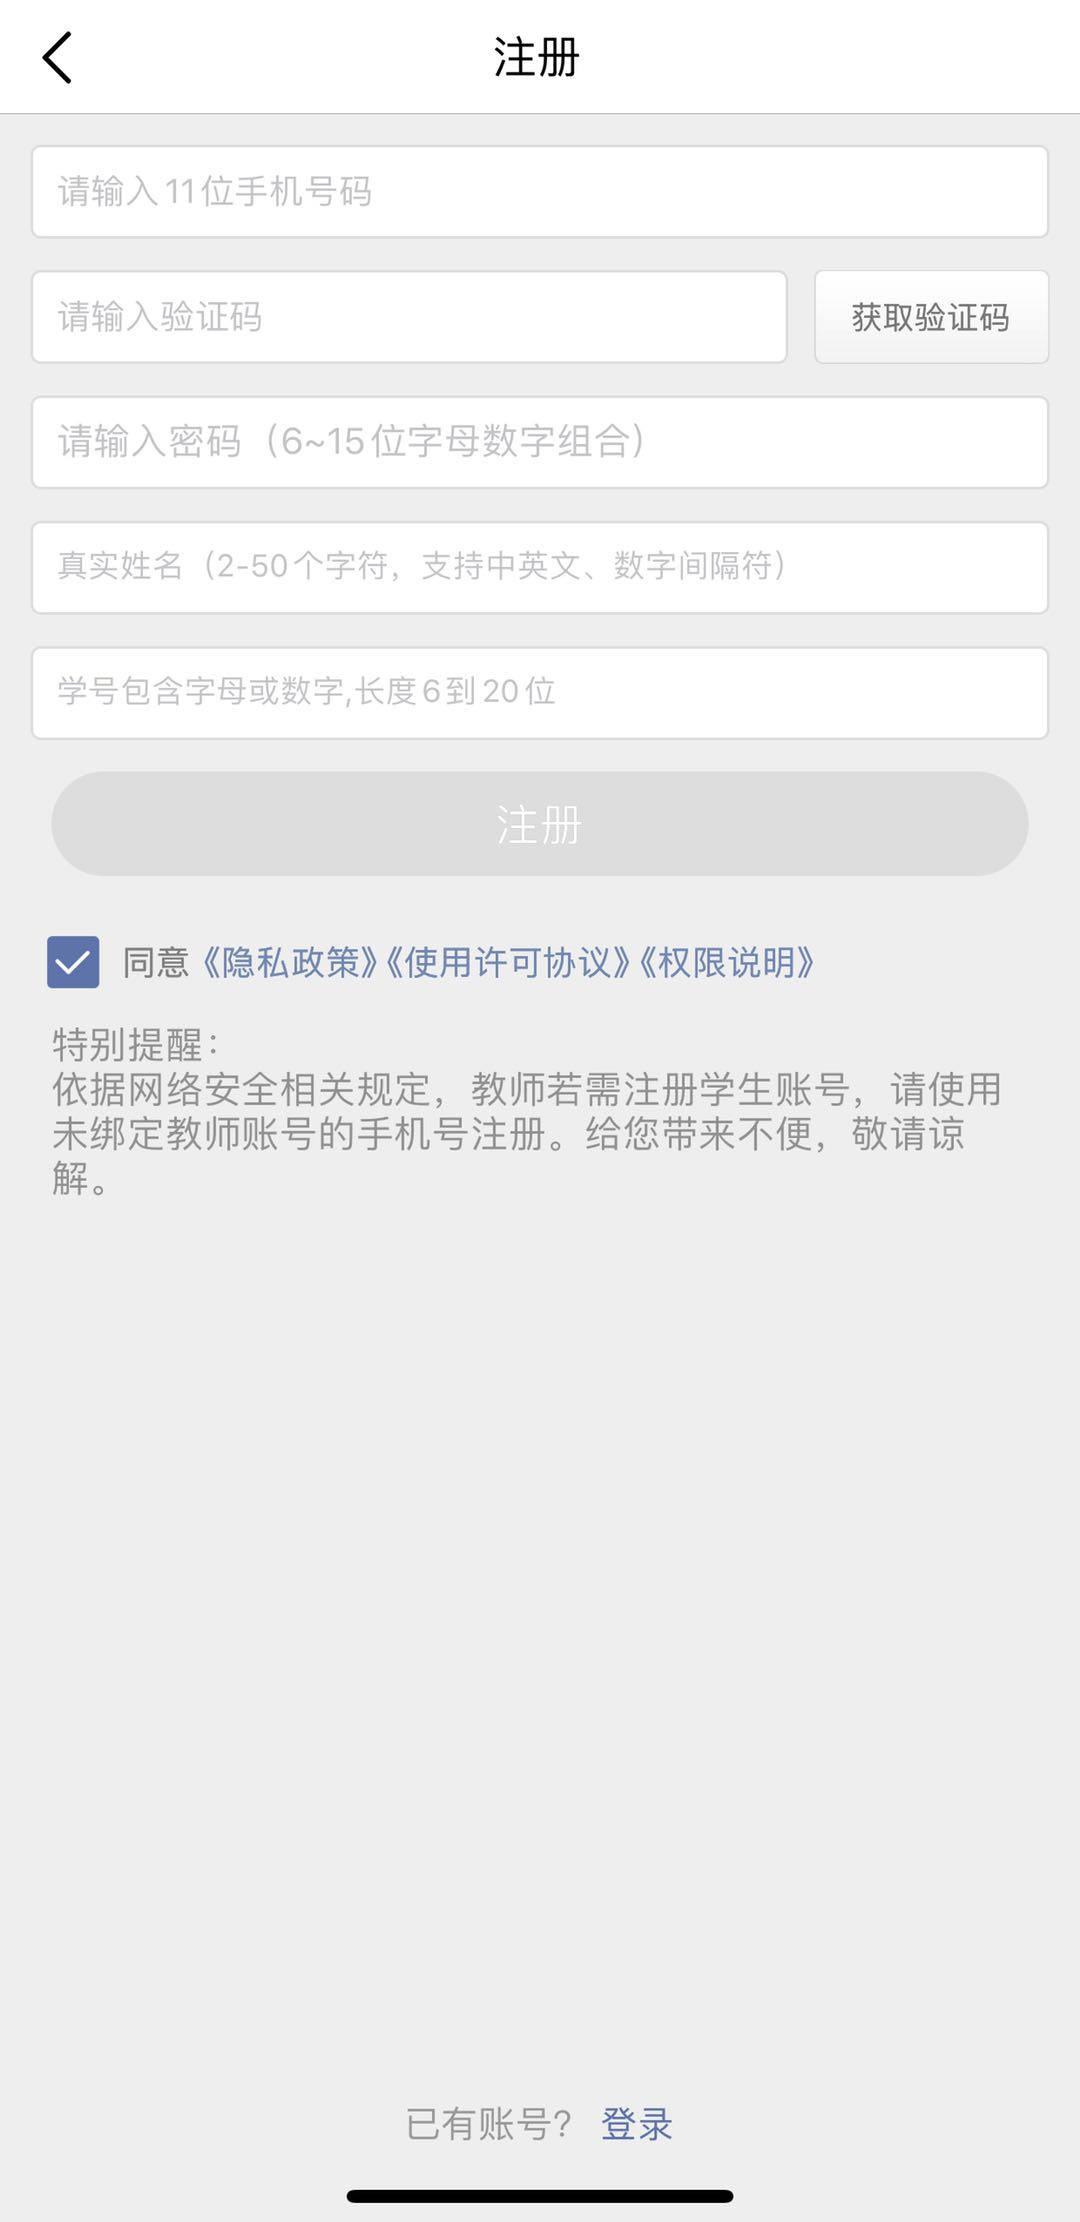 注册
请输入11位手机号码
请输入验证码
获取验证码
请输入密码（6~15位字母数字组合）
真实姓名（2-50个字符，支持中英文、数字间隔符）
学号包含字母或数字,长度6到20位
注册
同意《隐私政策》《使用许可协议》《权限说明》
特别提醒：
依据网络安全相关规定，教师若需注册学生账号，请使用
未绑定教师账号的手机号注册。给您带来不便，敬请谅
解。
已有账号？ 登录